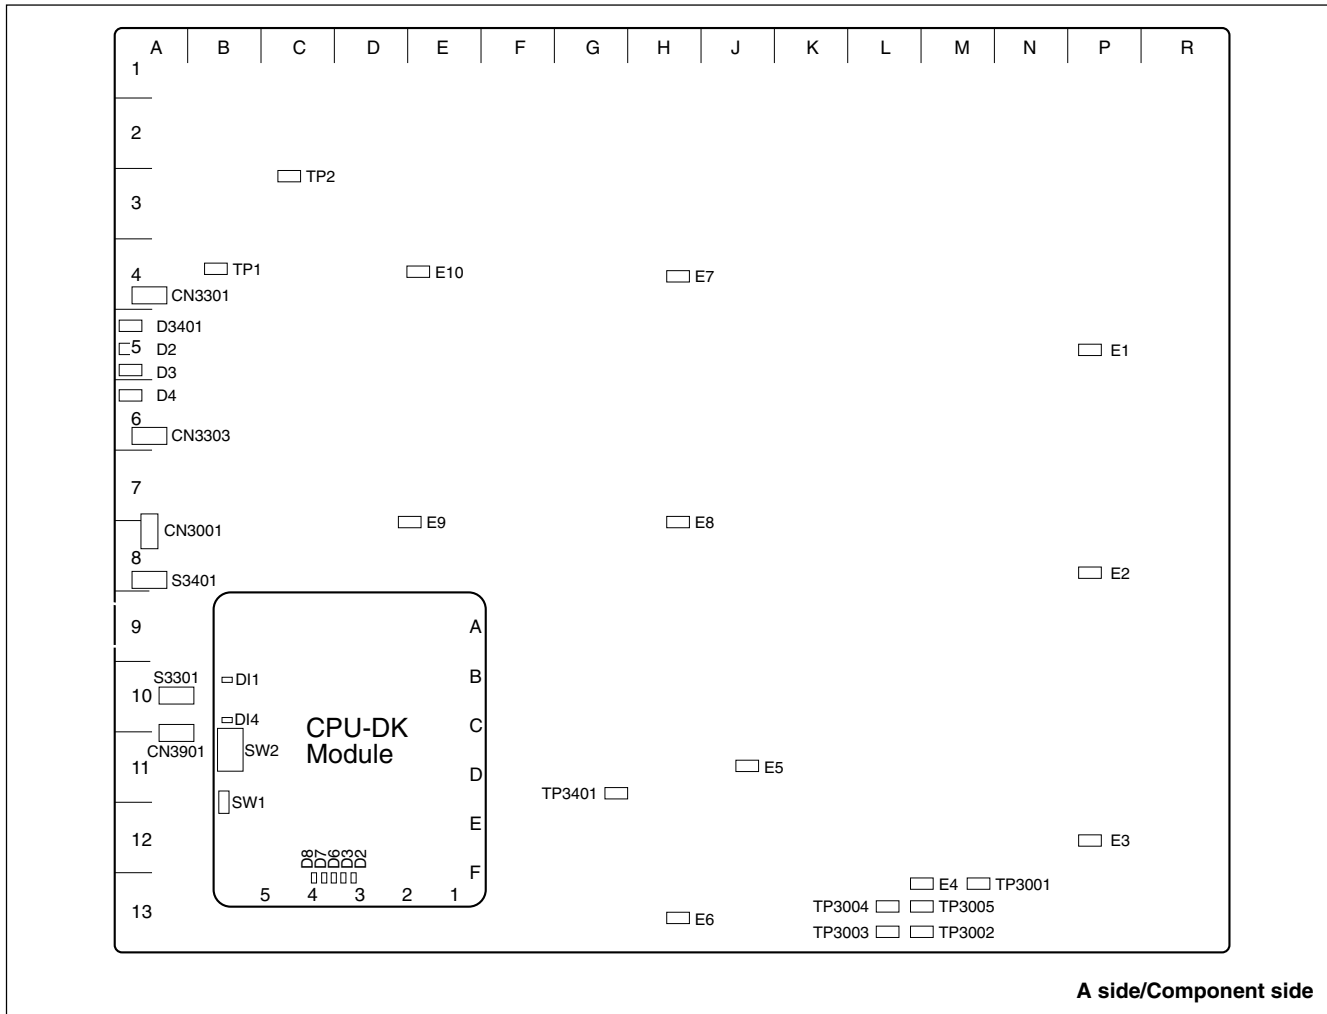 A B C D E F G H J K L M N P R
1
2
TP2
3
TP1
E10
E7
4
CN3301
D3401
5
D2
E1
D3
D4
6
CN3303
7
E9
E8
CN3001
8
S3401
E2
9
A
S3301
DI1
B
10
DI4
C
CPU-DK
Module
CN3901
SW2
11
D
E5
TP3401
SW1
E
12
E3
D8
D7
D6
D3
D2
F
5 4 3 2 1
E4
TP3001
13
TP3004
TP3005
E6
TP3003
TP3002
A side/Component side